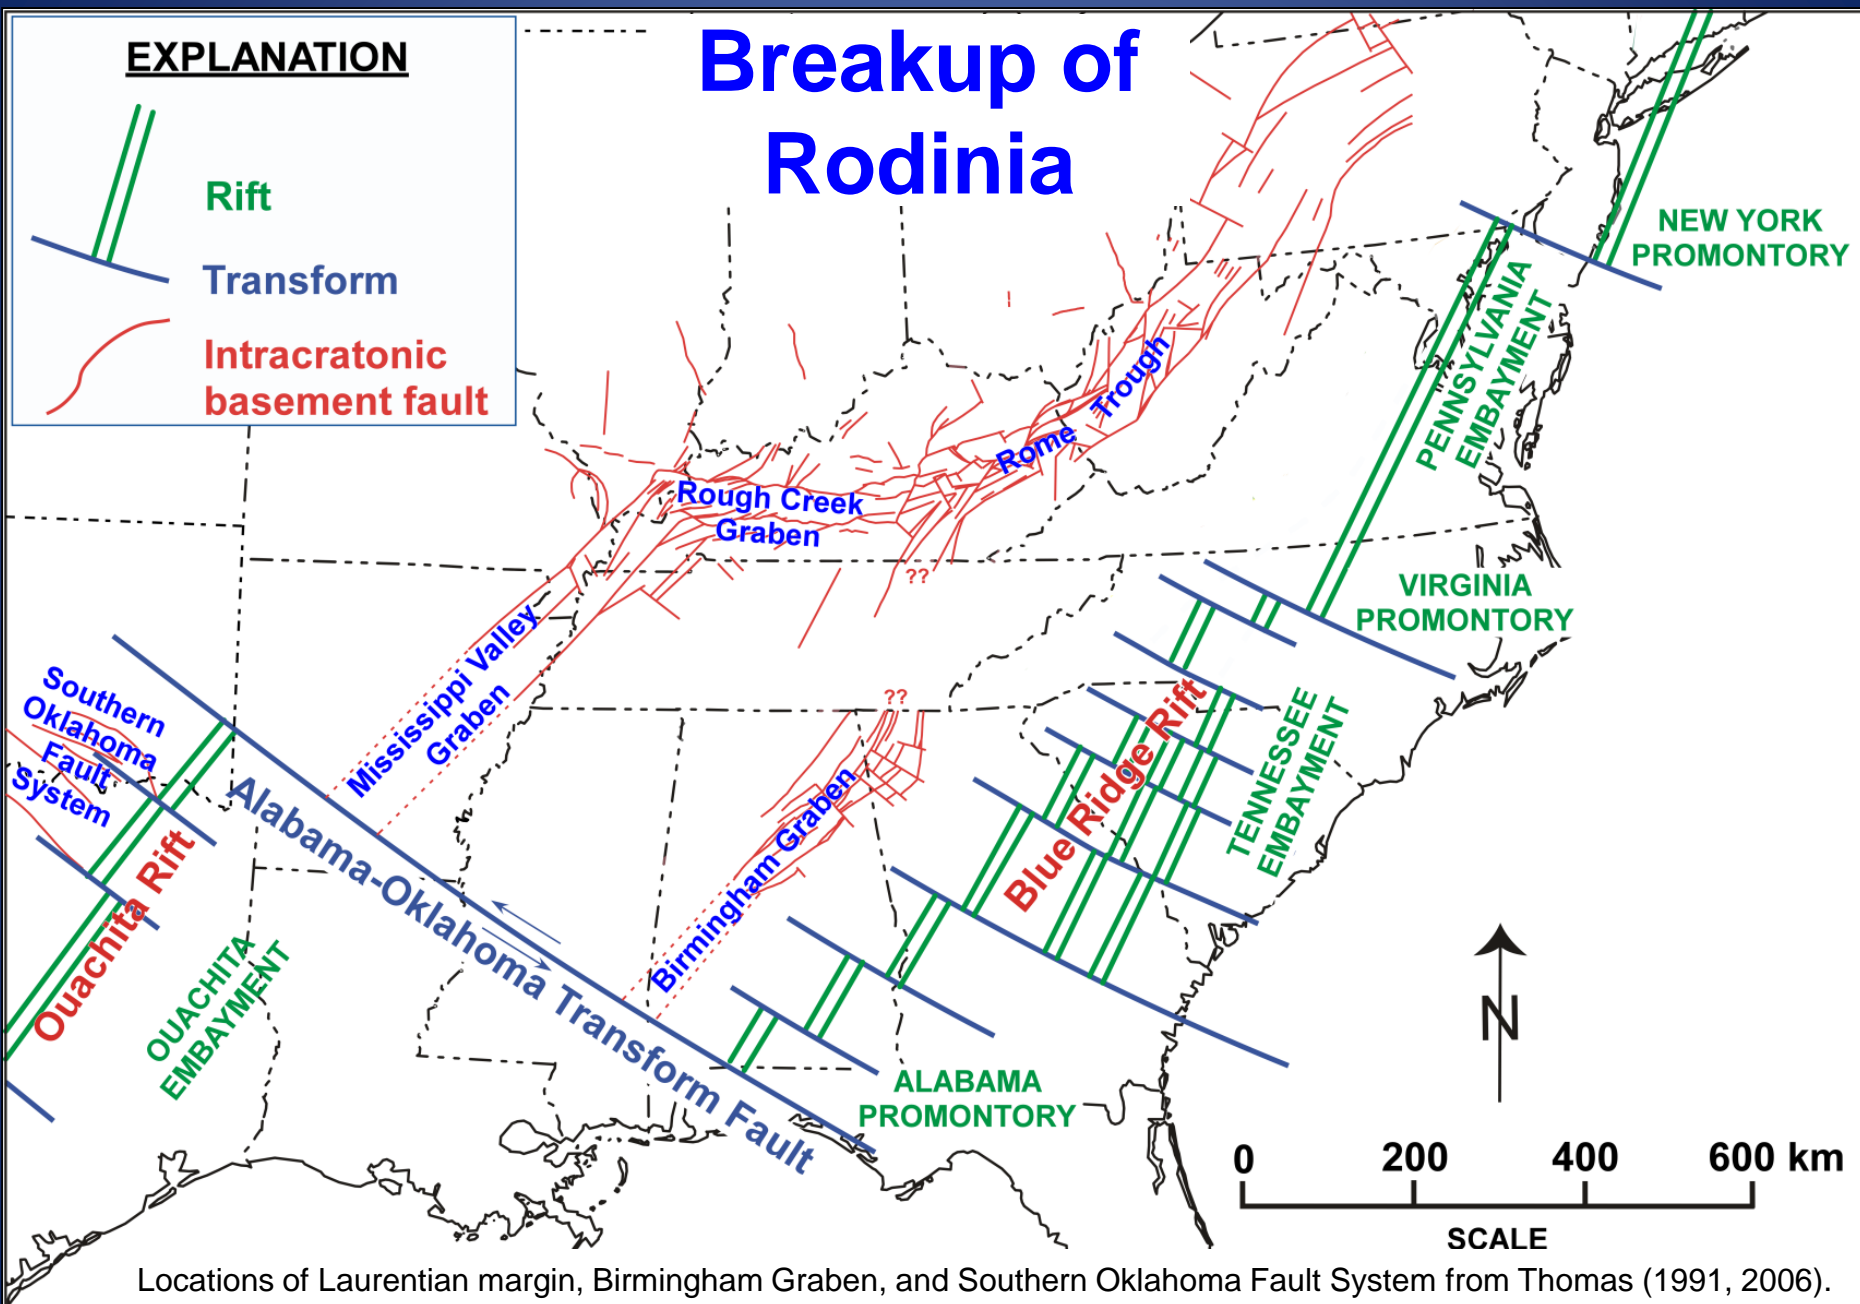 EXPLANATION
Rift
Transform
Intracratonic
basement fault
Breakup of
Rodinia
NEW YORK
PROMONTORY
PENNSYLVANIA
EMBAYMENT
Rome Trough
Rough Creek
Graben
??
VIRGINIA
PROMONTORY
Mississippi Valley
Graben
Southern
Oklahoma
Fault
System
??
Blue Ridge Rift
TENNESSEE
EMBAYMENT
Birmingham Graben
Alabama-Oklahoma Transform Fault
Ouachita Rift
OUACHITA
EMBAYMENT
ALABAMA
PROMONTORY
N
0 200 400 600 km
SCALE
Locations of Laurentian margin, Birmingham Graben, and Southern Oklahoma Fault System from Thomas (1991, 2006).